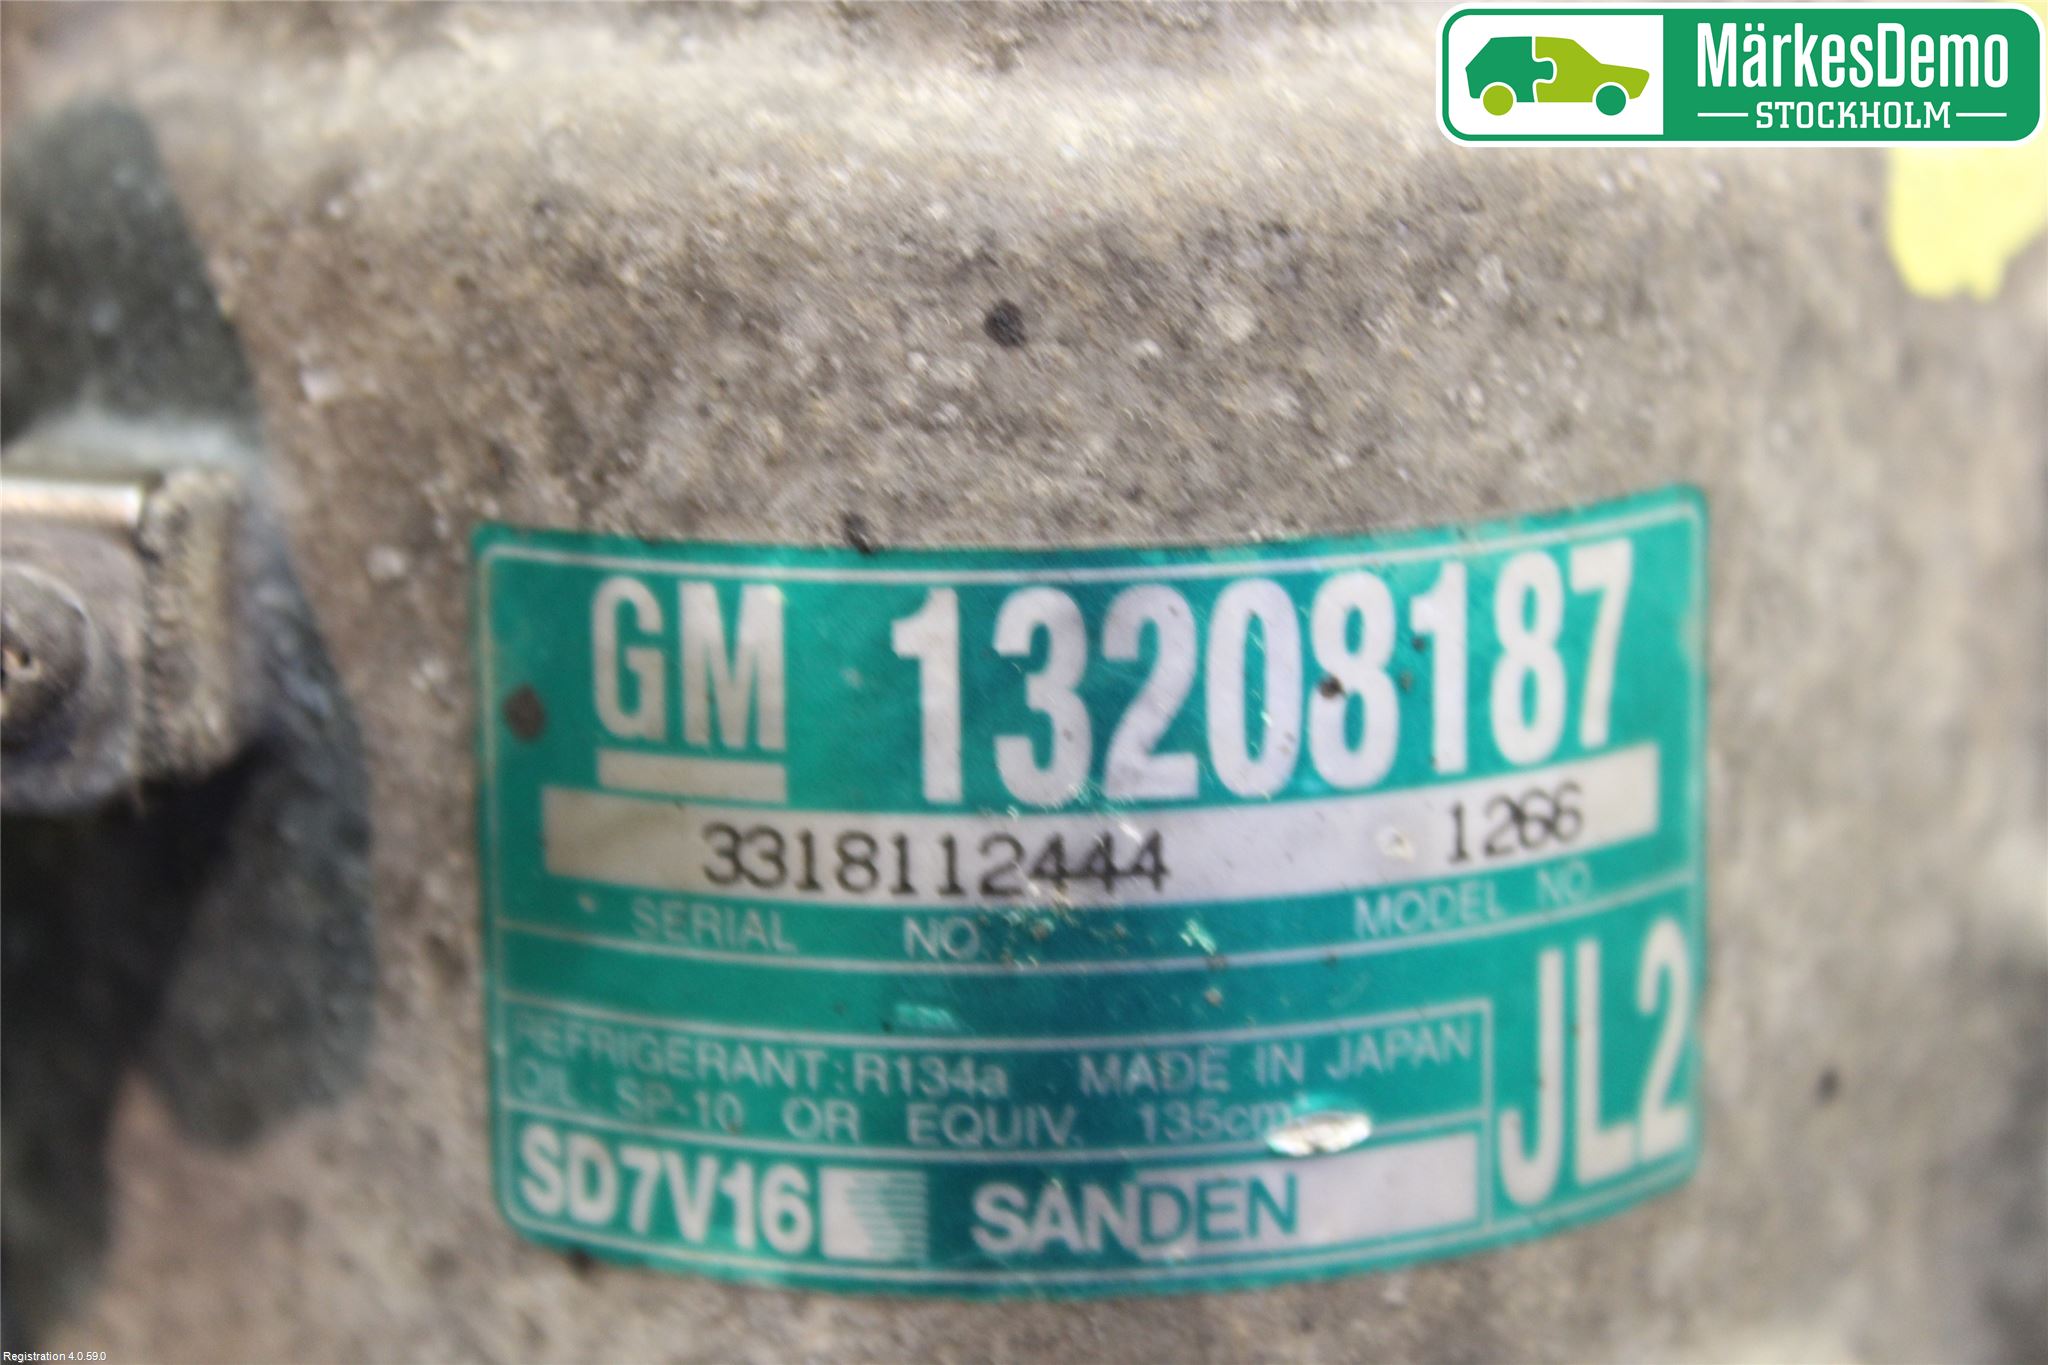 MärkesDemo
STOCKHOLM
GM 13208187
3318112444 1266
SERIAL NO. MODEL NO.
REFRIGERANT:R134a MADE IN JAPAN
OIL : SP-10 OR EQUIV. 135cm
JL2
SD7V16 SANDEN
Registration 4.0.59.0